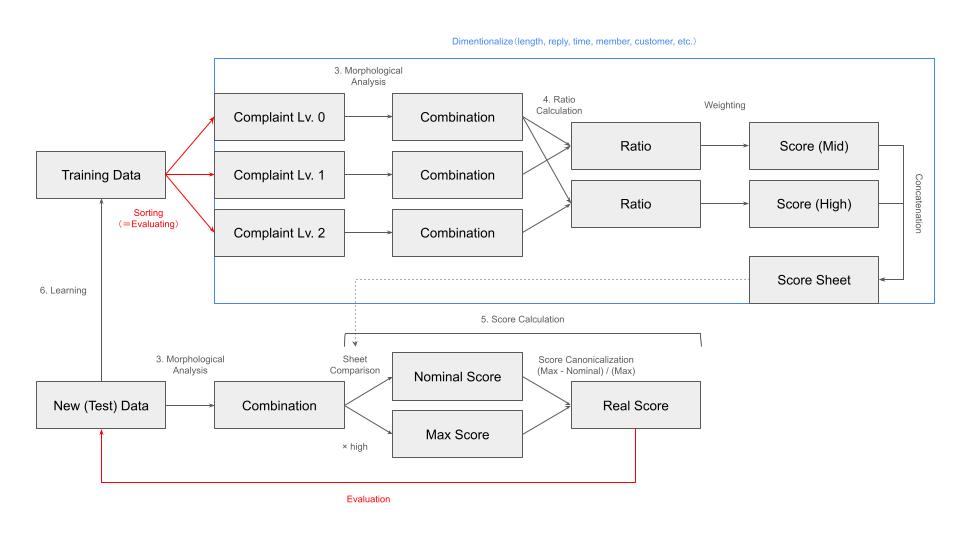 Dimentionalize（length, reply, time, member, customer, etc.）
3. Morphological
Analysis
4. Ratio
Calculation
Weighting
Complaint Lv. 0
Combination
Ratio
Score (Mid)
Training Data
Complaint Lv. 1
Combination
Concatenation
Sorting
（＝Evaluating）
Complaint Lv. 2
Combination
Ratio
Score (High)
Score Sheet
6. Learning
5. Score Calculation
3. Morphological
Analysis
Sheet
Comparison
Score Canonicalization
(Max - Nominal) / (Max)
Nominal Score
New (Test) Data
Combination
Real Score
Max Score
× high
Evaluation